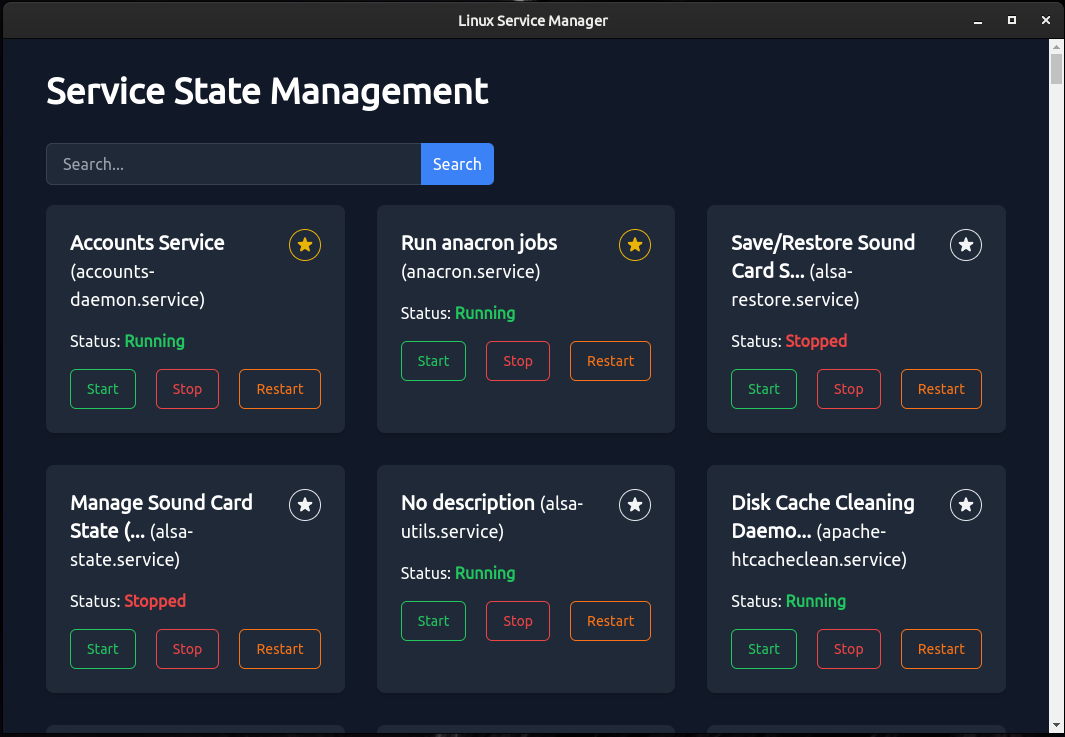 Linux Service Manager
Service State Management
Search...
Search
Accounts Service
(accounts-
daemon.service)
Status: Running
Start
Stop
Restart
Run anacron jobs
(anacron.service)
Status: Running
Start
Stop
Restart
Save/Restore Sound
Card S... (alsa-
restore.service)
Status: Stopped
Start
Stop
Restart
Manage Sound Card
State (... (alsa-
state.service)
Status: Stopped
Start
Stop
Restart
No description (alsa-
utils.service)
Status: Running
Start
Stop
Restart
Disk Cache Cleaning
Daemo... (apache-
htcacheclean.service)
Status: Running
Start
Stop
Restart